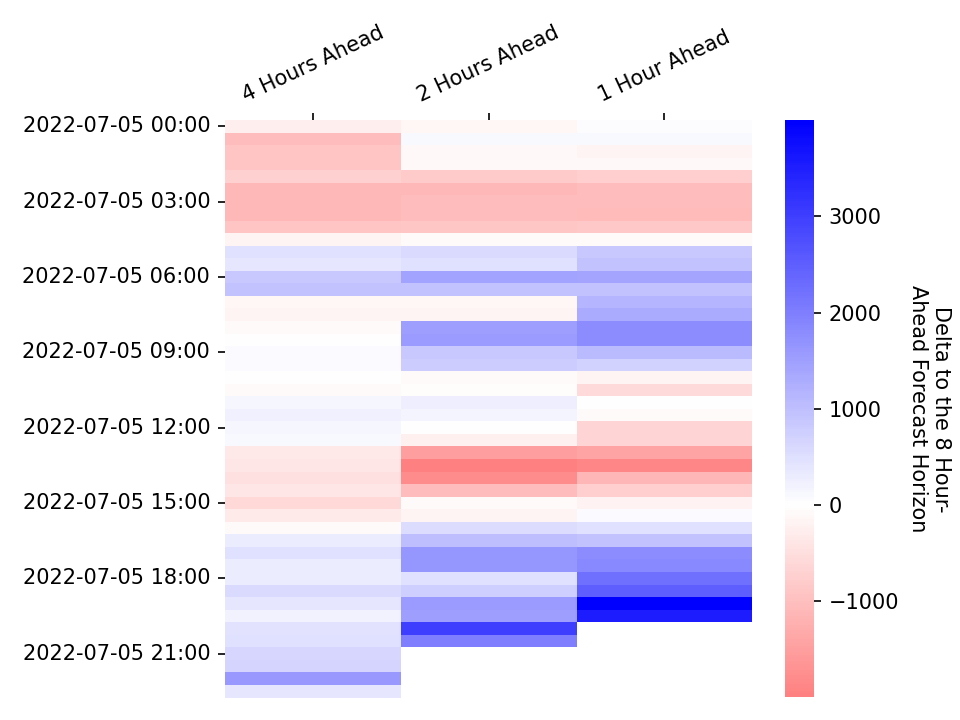 4 Hours Ahead
2 Hours Ahead
1 Hour Ahead
2022-07-05 00:00
2022-07-05 03:00
2022-07-05 06:00
2022-07-05 09:00
2022-07-05 12:00
2022-07-05 15:00
2022-07-05 18:00
2022-07-05 21:00
3000
2000
1000
0
−1000
Delta to the 8 Hour-
Ahead Forecast Horizon